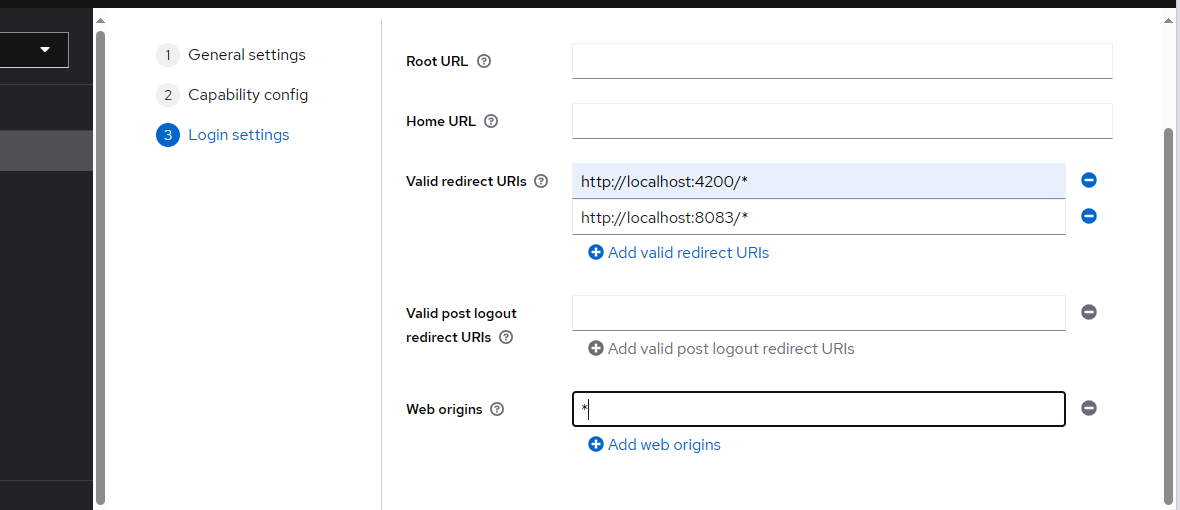 1 General settings
2 Capability config
3 Login settings
Root URL
Home URL
Valid redirect URIs
http://localhost:4200/*
http://localhost:8083/*
Add valid redirect URIs
Valid post logout
redirect URIs
Add valid post logout redirect URIs
Web origins
*
Add web origins